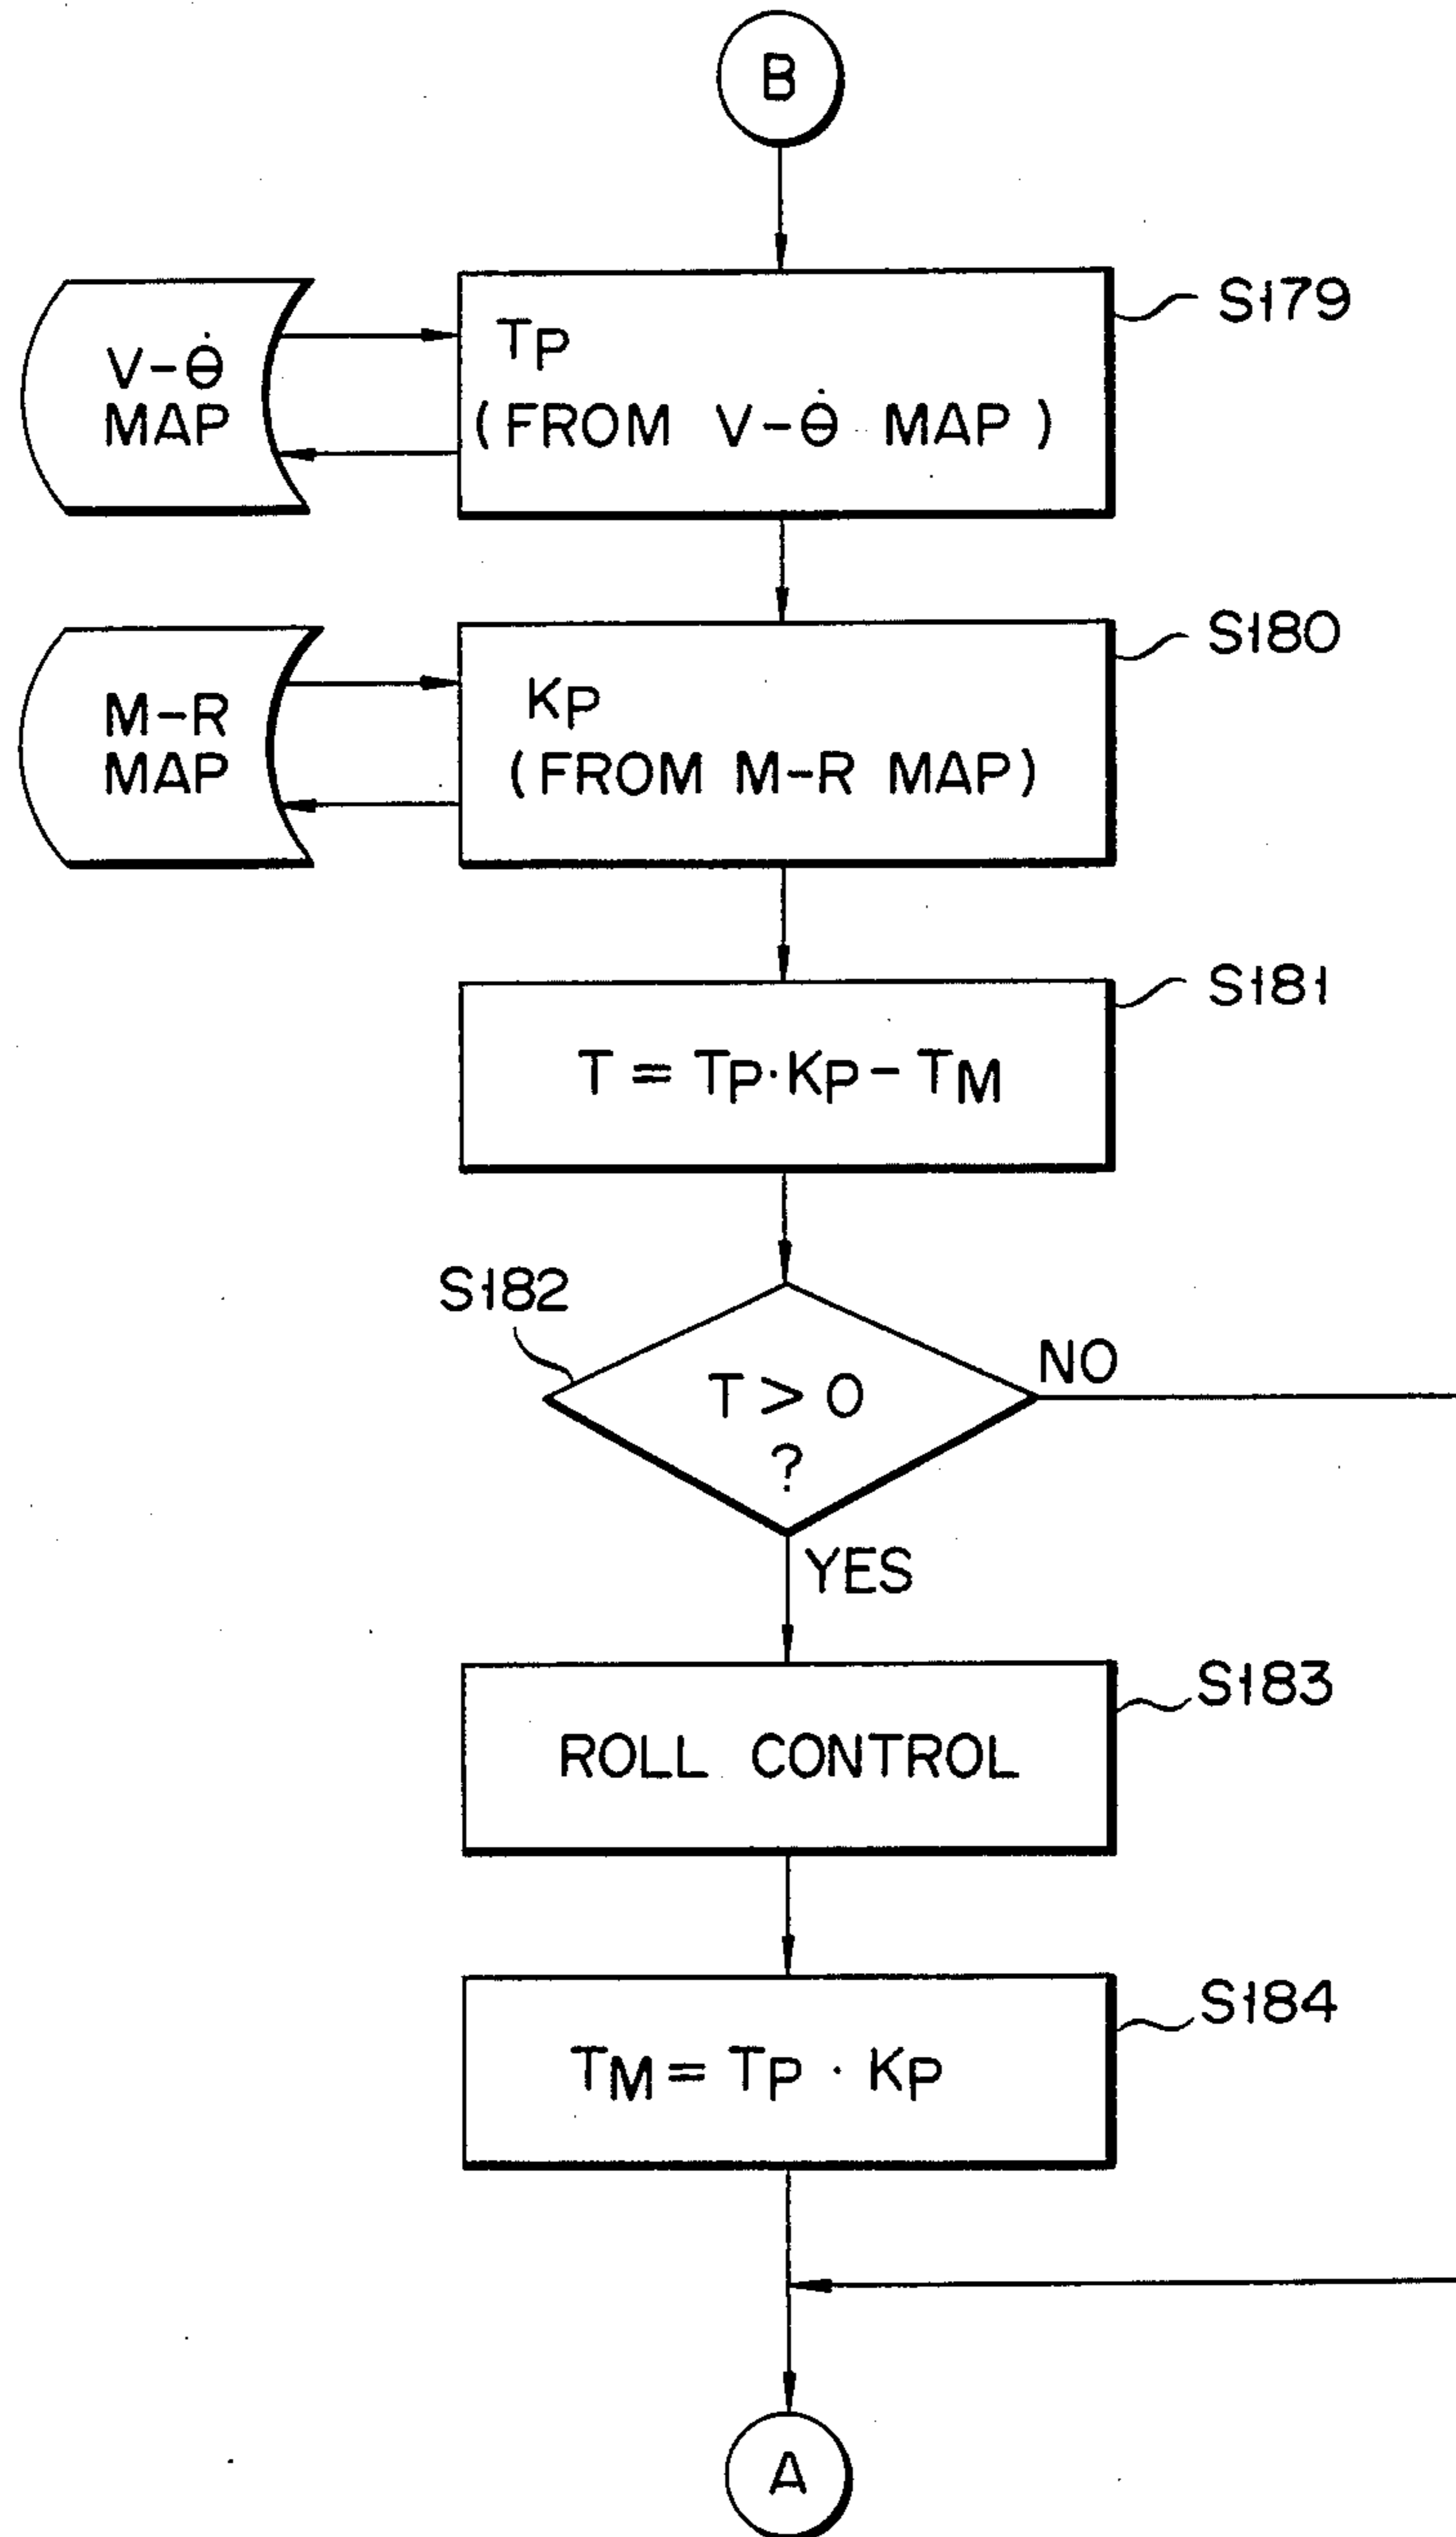 B
V-θ̇
MAP
TP
(FROM V-θ̇ MAP)
S179
M-R
MAP
KP
(FROM M-R MAP)
S180
T = TP·KP - TM
S181
S182
T > 0
?
NO
YES
ROLL CONTROL
S183
TM = TP · KP
S184
A